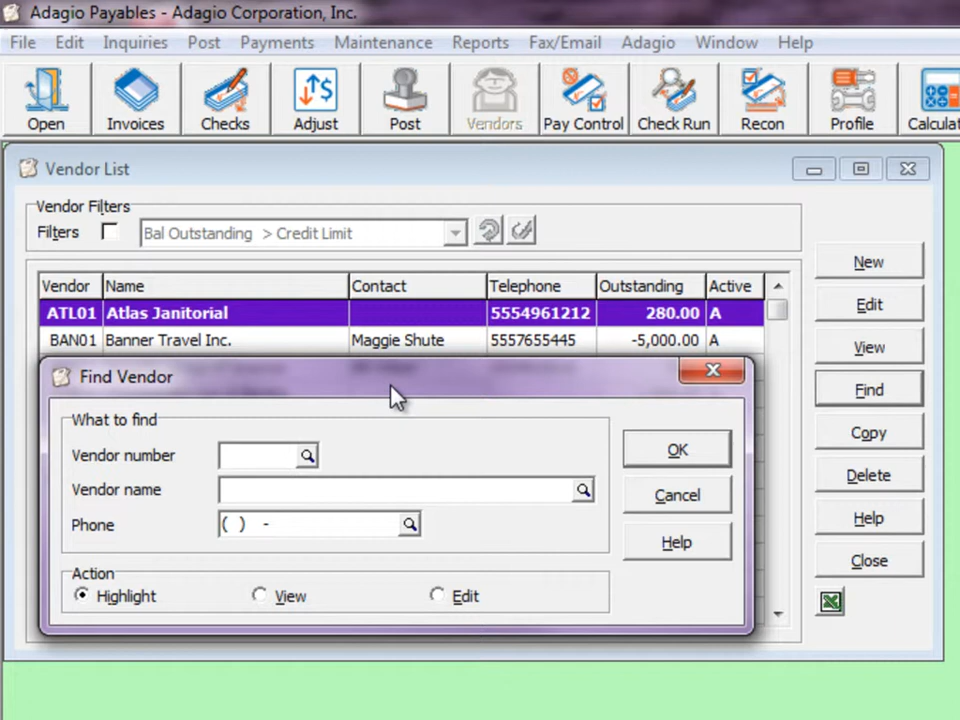 Adagio Payables - Adagio Corporation, Inc.
File Edit Inquiries Post Payments Maintenance Reports Fax/Email Adagio Window Help
Open Invoices Checks Adjust Post Vendors Pay Control Check Run Recon Profile Calculat
Vendor List
Vendor Filters
Filters Bal Outstanding > Credit Limit
New
Vendor Name Contact Telephone Outstanding Active
ATL01 Atlas Janitorial 5554961212 280.00 A
BAN01 Banner Travel Inc. Maggie Shute 5557655445 -5,000.00 A
Edit
View
Find
Copy
Delete
Help
Close
Find Vendor
What to find
Vendor number
Vendor name
Phone ( ) -
OK
Cancel
Help
Action
Highlight View Edit